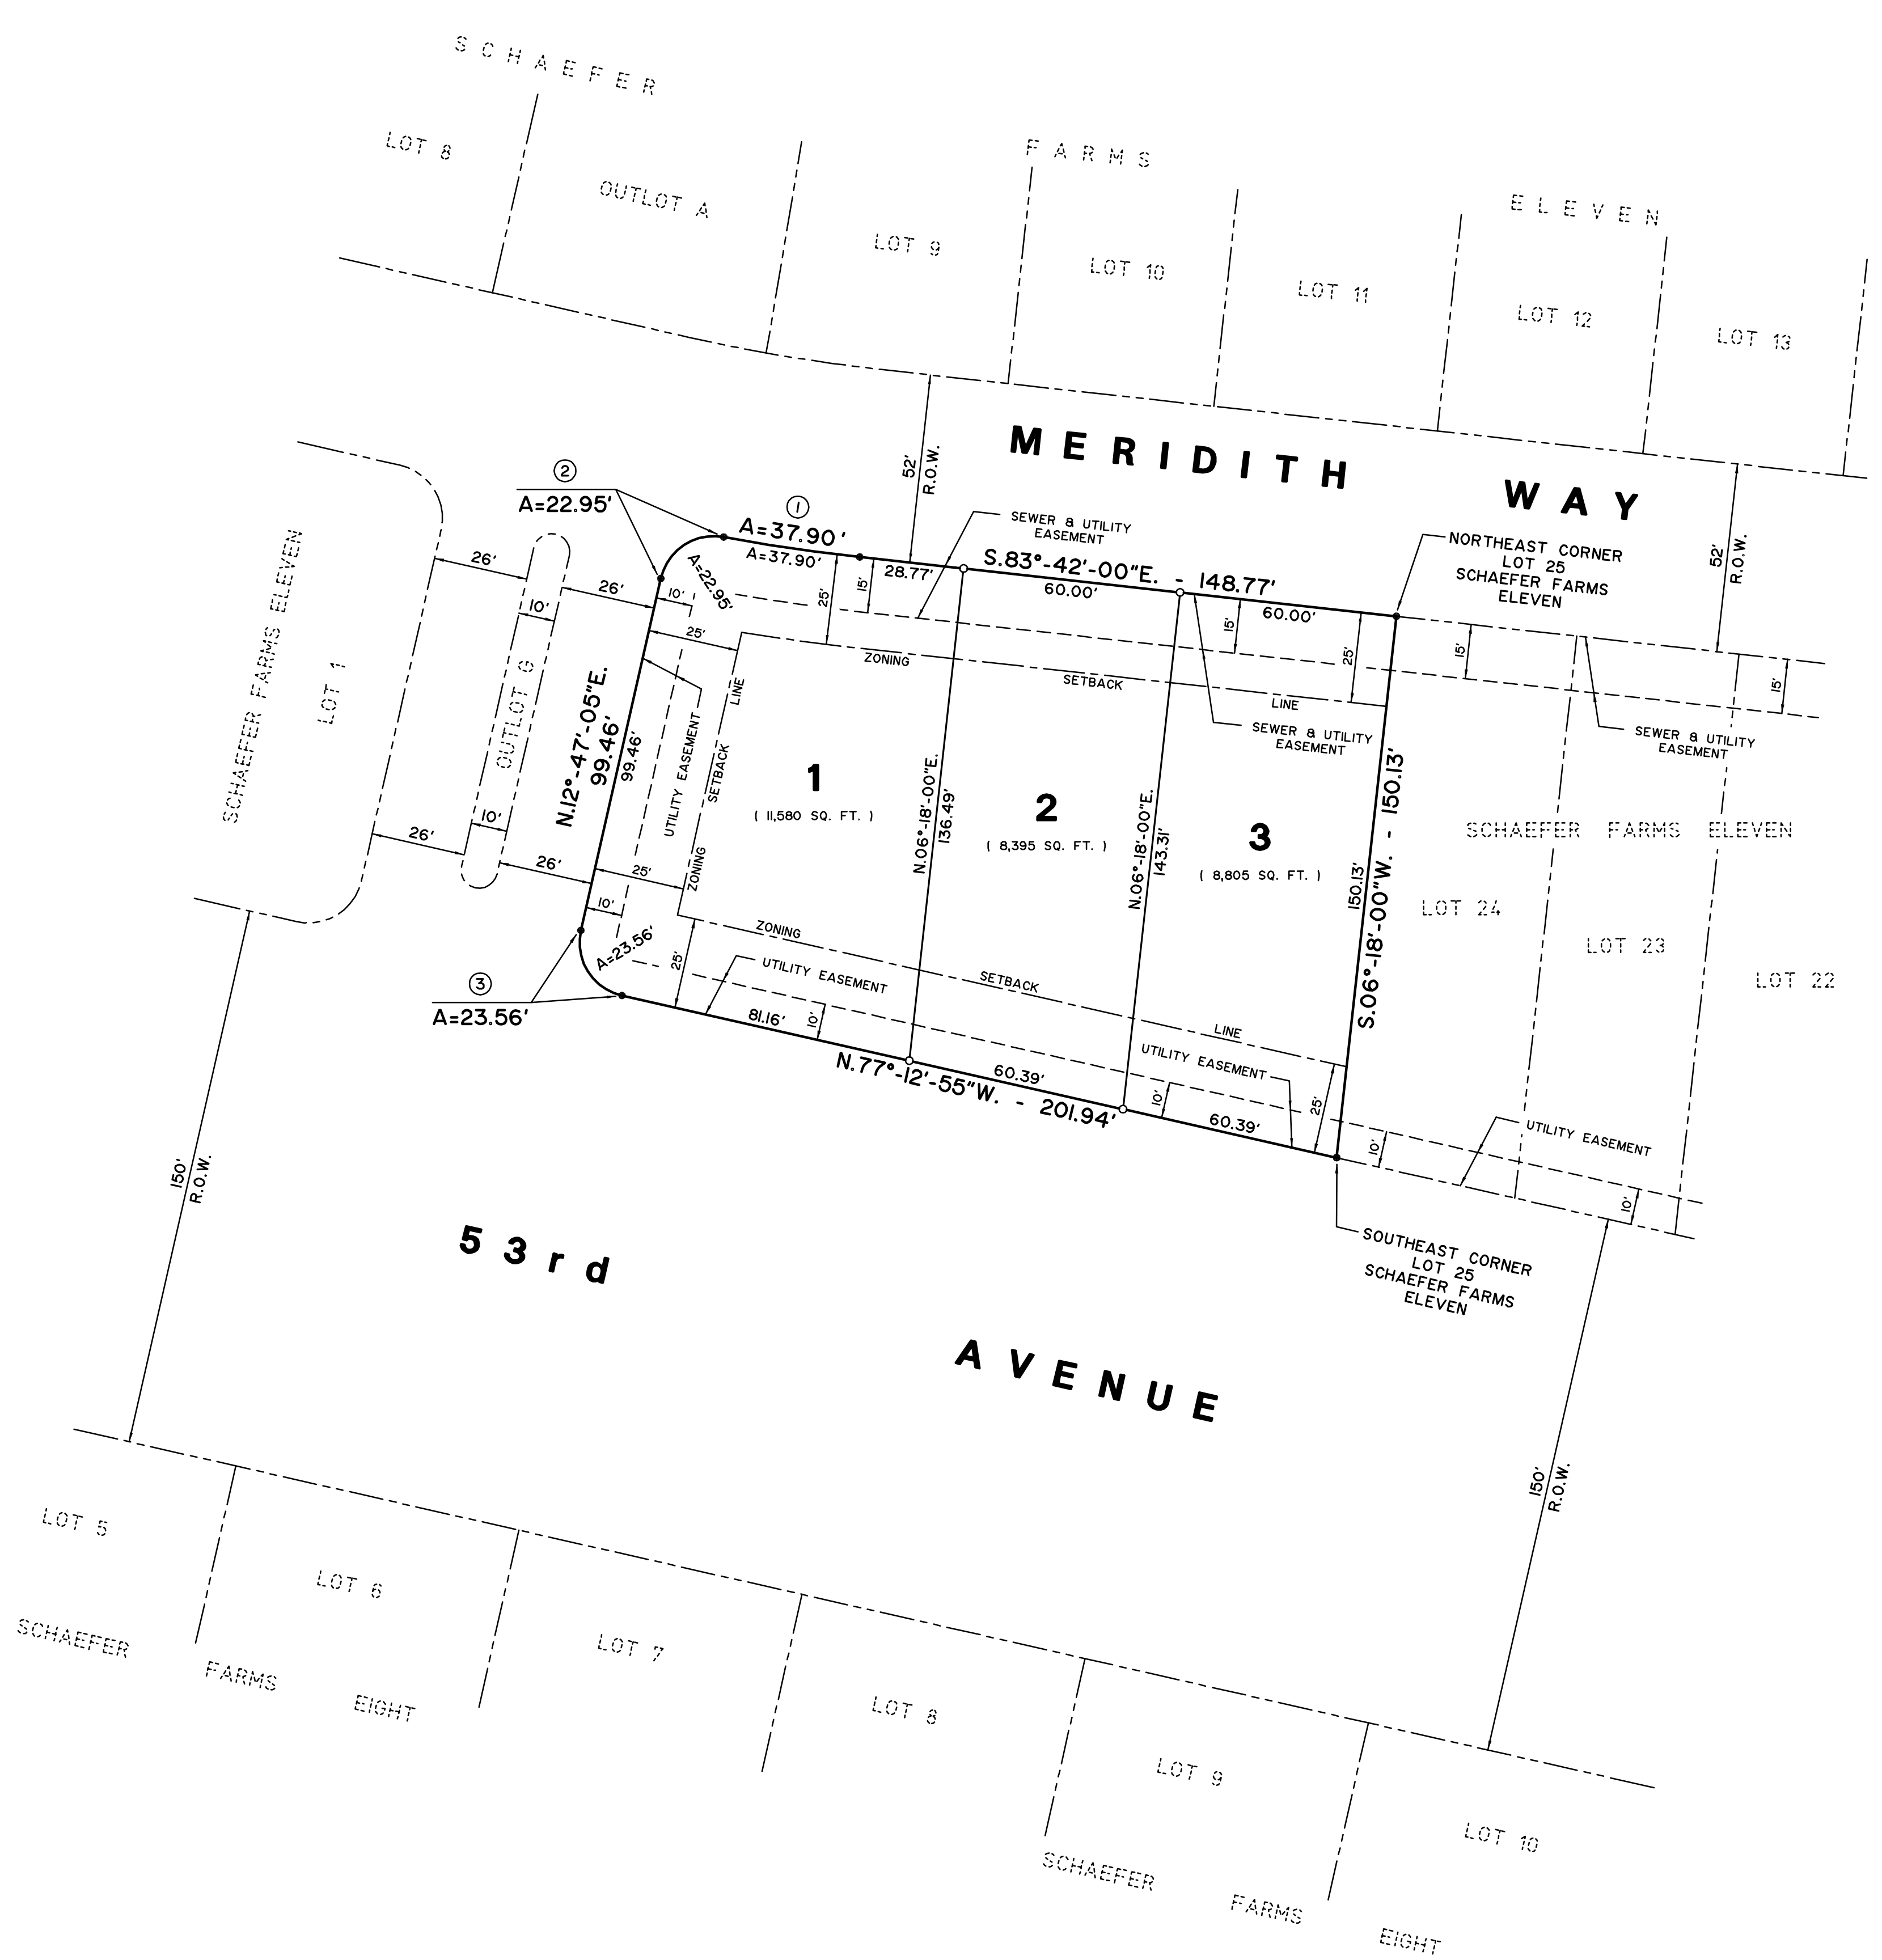 SCHAEFER
FARMS
ELEVEN
LOT 8
OUTLOT A
LOT 9
LOT 10
LOT 11
LOT 12
LOT 13
MERIDITH
WAY
52'
R.O.W.
52'
R.O.W.
②
A=22.95'
①
A=37.90'
A=37.90'
A=22.95'
28.77'
S.83°-42'-00"E. - 148.77'
60.00'
60.00'
SEWER & UTILITY
EASEMENT
NORTHEAST CORNER
LOT 25
SCHAEFER FARMS
ELEVEN
SCHAEFER FARMS ELEVEN
LOT 1
26'
10'
26'
OUTLOT G
10'
26'
26'
10'
25'
25'
15'
15'
25'
15'
15'
N.12°-47'-05"E.
99.46'
99.46'
UTILITY EASEMENT
ZONING
SETBACK
LINE
ZONING
SETBACK
LINE
SEWER & UTILITY
EASEMENT
SEWER & UTILITY
EASEMENT
1
( 11,580 SQ. FT. )
N.06°-18'-00"E.
136.49'
2
( 8,395 SQ. FT. )
N.06°-18'-00"E.
143.31'
3
( 8,805 SQ. FT. )
150.13'
S.06°-18'-00"W. - 150.13'
SCHAEFER FARMS ELEVEN
LOT 24
LOT 23
LOT 22
25'
10'
A=23.56'
③
A=23.56'
25'
ZONING
SETBACK
LINE
UTILITY EASEMENT
81.16'
10'
N.77°-12'-55"W. - 201.94'
60.39'
UTILITY EASEMENT
10'
60.39'
25'
10'
UTILITY EASEMENT
10'
SOUTHEAST CORNER
LOT 25
SCHAEFER FARMS
ELEVEN
150'
R.O.W.
53rd
AVENUE
150'
R.O.W.
LOT 5
LOT 6
LOT 7
LOT 8
LOT 9
LOT 10
SCHAEFER
FARMS
EIGHT
SCHAEFER
FARMS
EIGHT